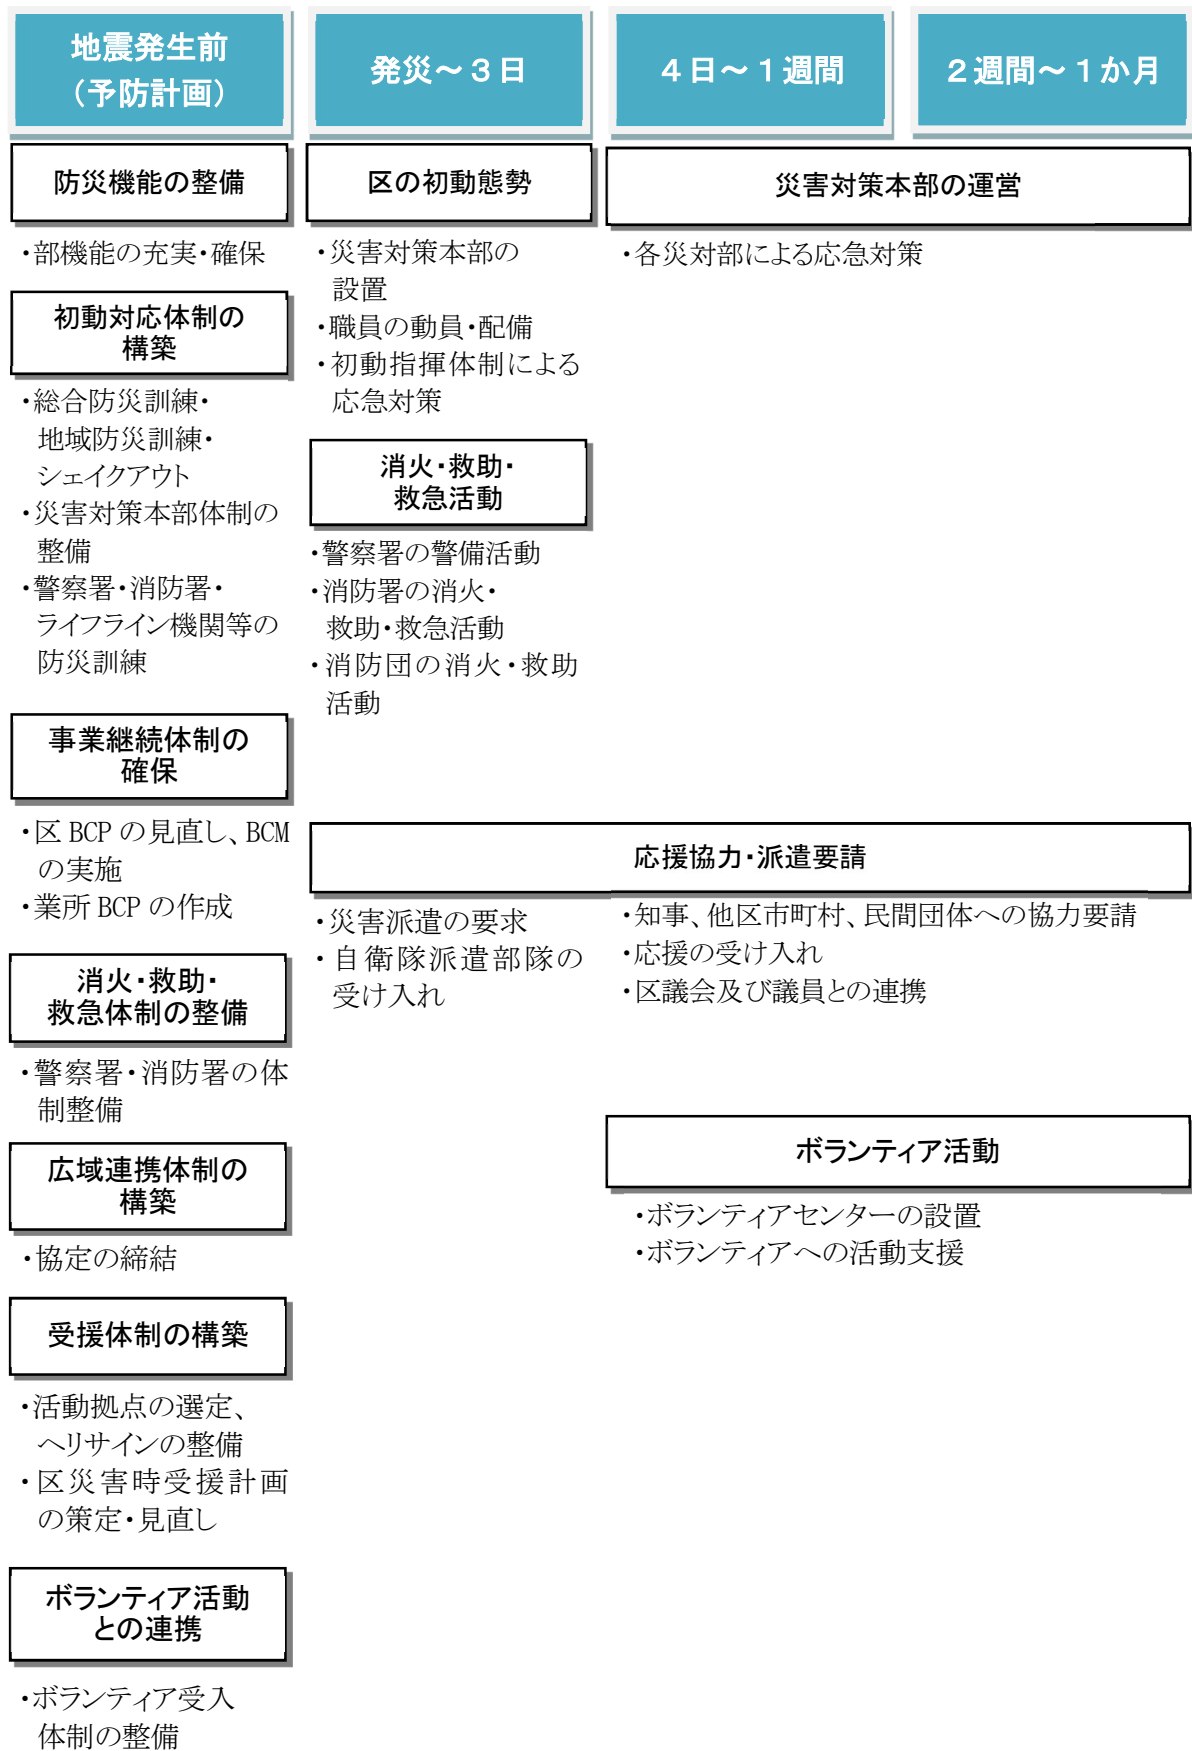 地震発生前
(予防計画)
発災～3日
4日～1週間
2週間～1か月
防災機能の整備
・部機能の充実・確保
初動対応体制の
構築
・総合防災訓練・
地域防災訓練・
シェイクアウト
・災害対策本部体制の
整備
・警察署・消防署・
ライフライン機関等の
防災訓練
事業継続体制の
確保
・区 BCP の見直し、BCM
の実施
・業所 BCP の作成
消火・救助・
救急体制の整備
・警察署・消防署の体
制整備
広域連携体制の
構築
・協定の締結
受援体制の構築
・活動拠点の選定、
ヘリサインの整備
・区災害時受援計画
の策定・見直し
ボランティア活動
との連携
・ボランティア受入
体制の整備
区の初動態勢
・災害対策本部の
設置
・職員の動員・配備
・初動指揮体制による
応急対策
消火・救助・
救急活動
・警察署の警備活動
・消防署の消火・
救助・救急活動
・消防団の消火・救助
活動
災害対策本部の運営
・各災対部による応急対策
応援協力・派遣要請
・災害派遣の要求
・自衛隊派遣部隊の
受け入れ
・知事、他区市町村、民間団体への協力要請
・応援の受け入れ
・区議会及び議員との連携
ボランティア活動
・ボランティアセンターの設置
・ボランティアへの活動支援